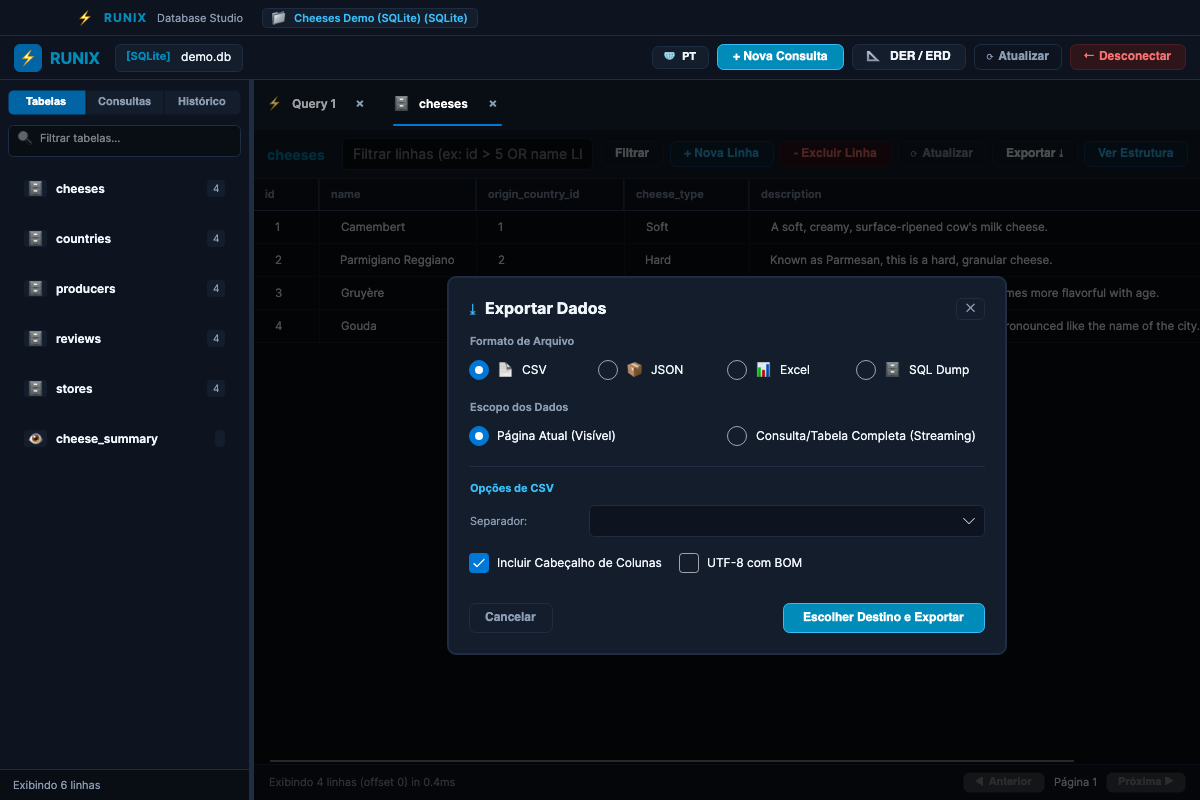 RUNIX Database Studio Cheeses Demo (SQLite) (SQLite)
RUNIX [SQLite] demo.db PT + Nova Consulta DER / ERD Atualizar ← Desconectar
Tabelas Consultas Histórico
Filtrar tabelas...
cheeses 4
countries 4
producers 4
reviews 4
stores 4
cheese_summary
Exibindo 6 linhas
Query 1 × cheeses ×
cheeses Filtrar linhas (ex: id > 5 OR name LI Filtrar + Nova Linha - Excluir Linha Atualizar Exportar ↓ Ver Estrutura
id name origin_country_id cheese_type description
1 Camembert 1 Soft A soft, creamy, surface-ripened cow's milk cheese.
2 Parmigiano Reggiano 2 Hard Known as Parmesan, this is a hard, granular cheese.
3 Gruyère mes more flavorful with age.
4 Gouda ronounced like the name of the city.
Exportar Dados
Formato de Arquivo
CSV JSON Excel SQL Dump
Escopo dos Dados
Página Atual (Visível) Consulta/Tabela Completa (Streaming)
Opções de CSV
Separador:
Incluir Cabeçalho de Colunas UTF-8 com BOM
Cancelar Escolher Destino e Exportar
Exibindo 4 linhas (offset 0) in 0.4ms ◀ Anterior Página 1 Próxima ▶